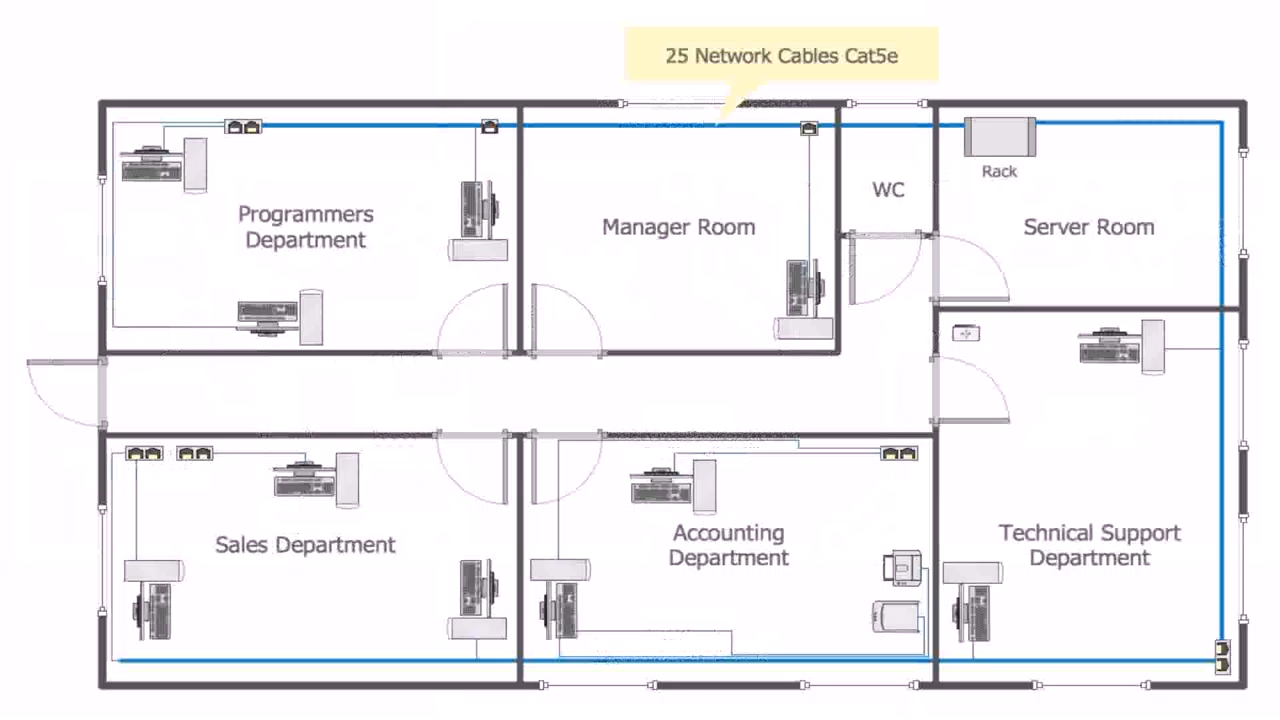 25 Network Cables Cat5e
Rack
WC
Programmers
Department
Manager Room
Server Room
Sales Department
Accounting
Department
Technical Support
Department